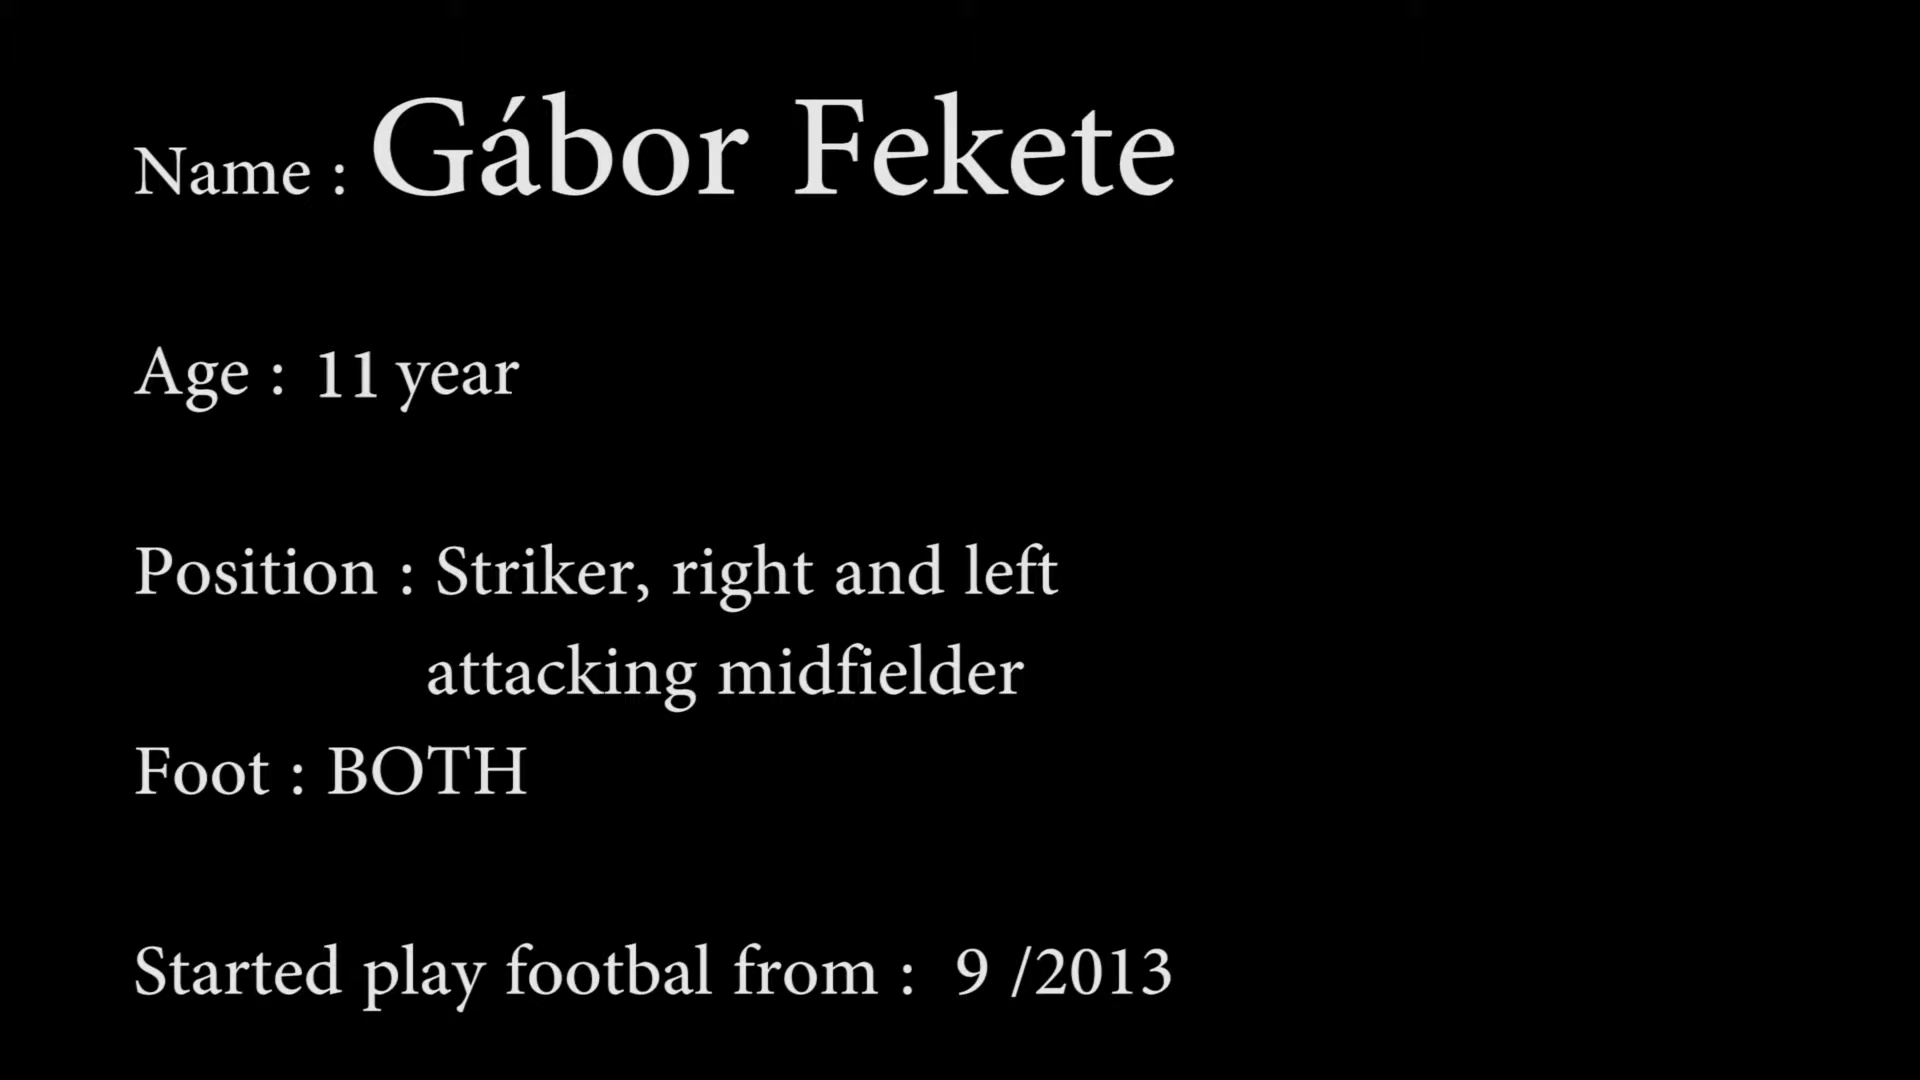 Name : Gábor Fekete
Age : 11 year
Position : Striker, right and left
attacking midfielder
Foot : BOTH
Started play footbal from : 9 /2013